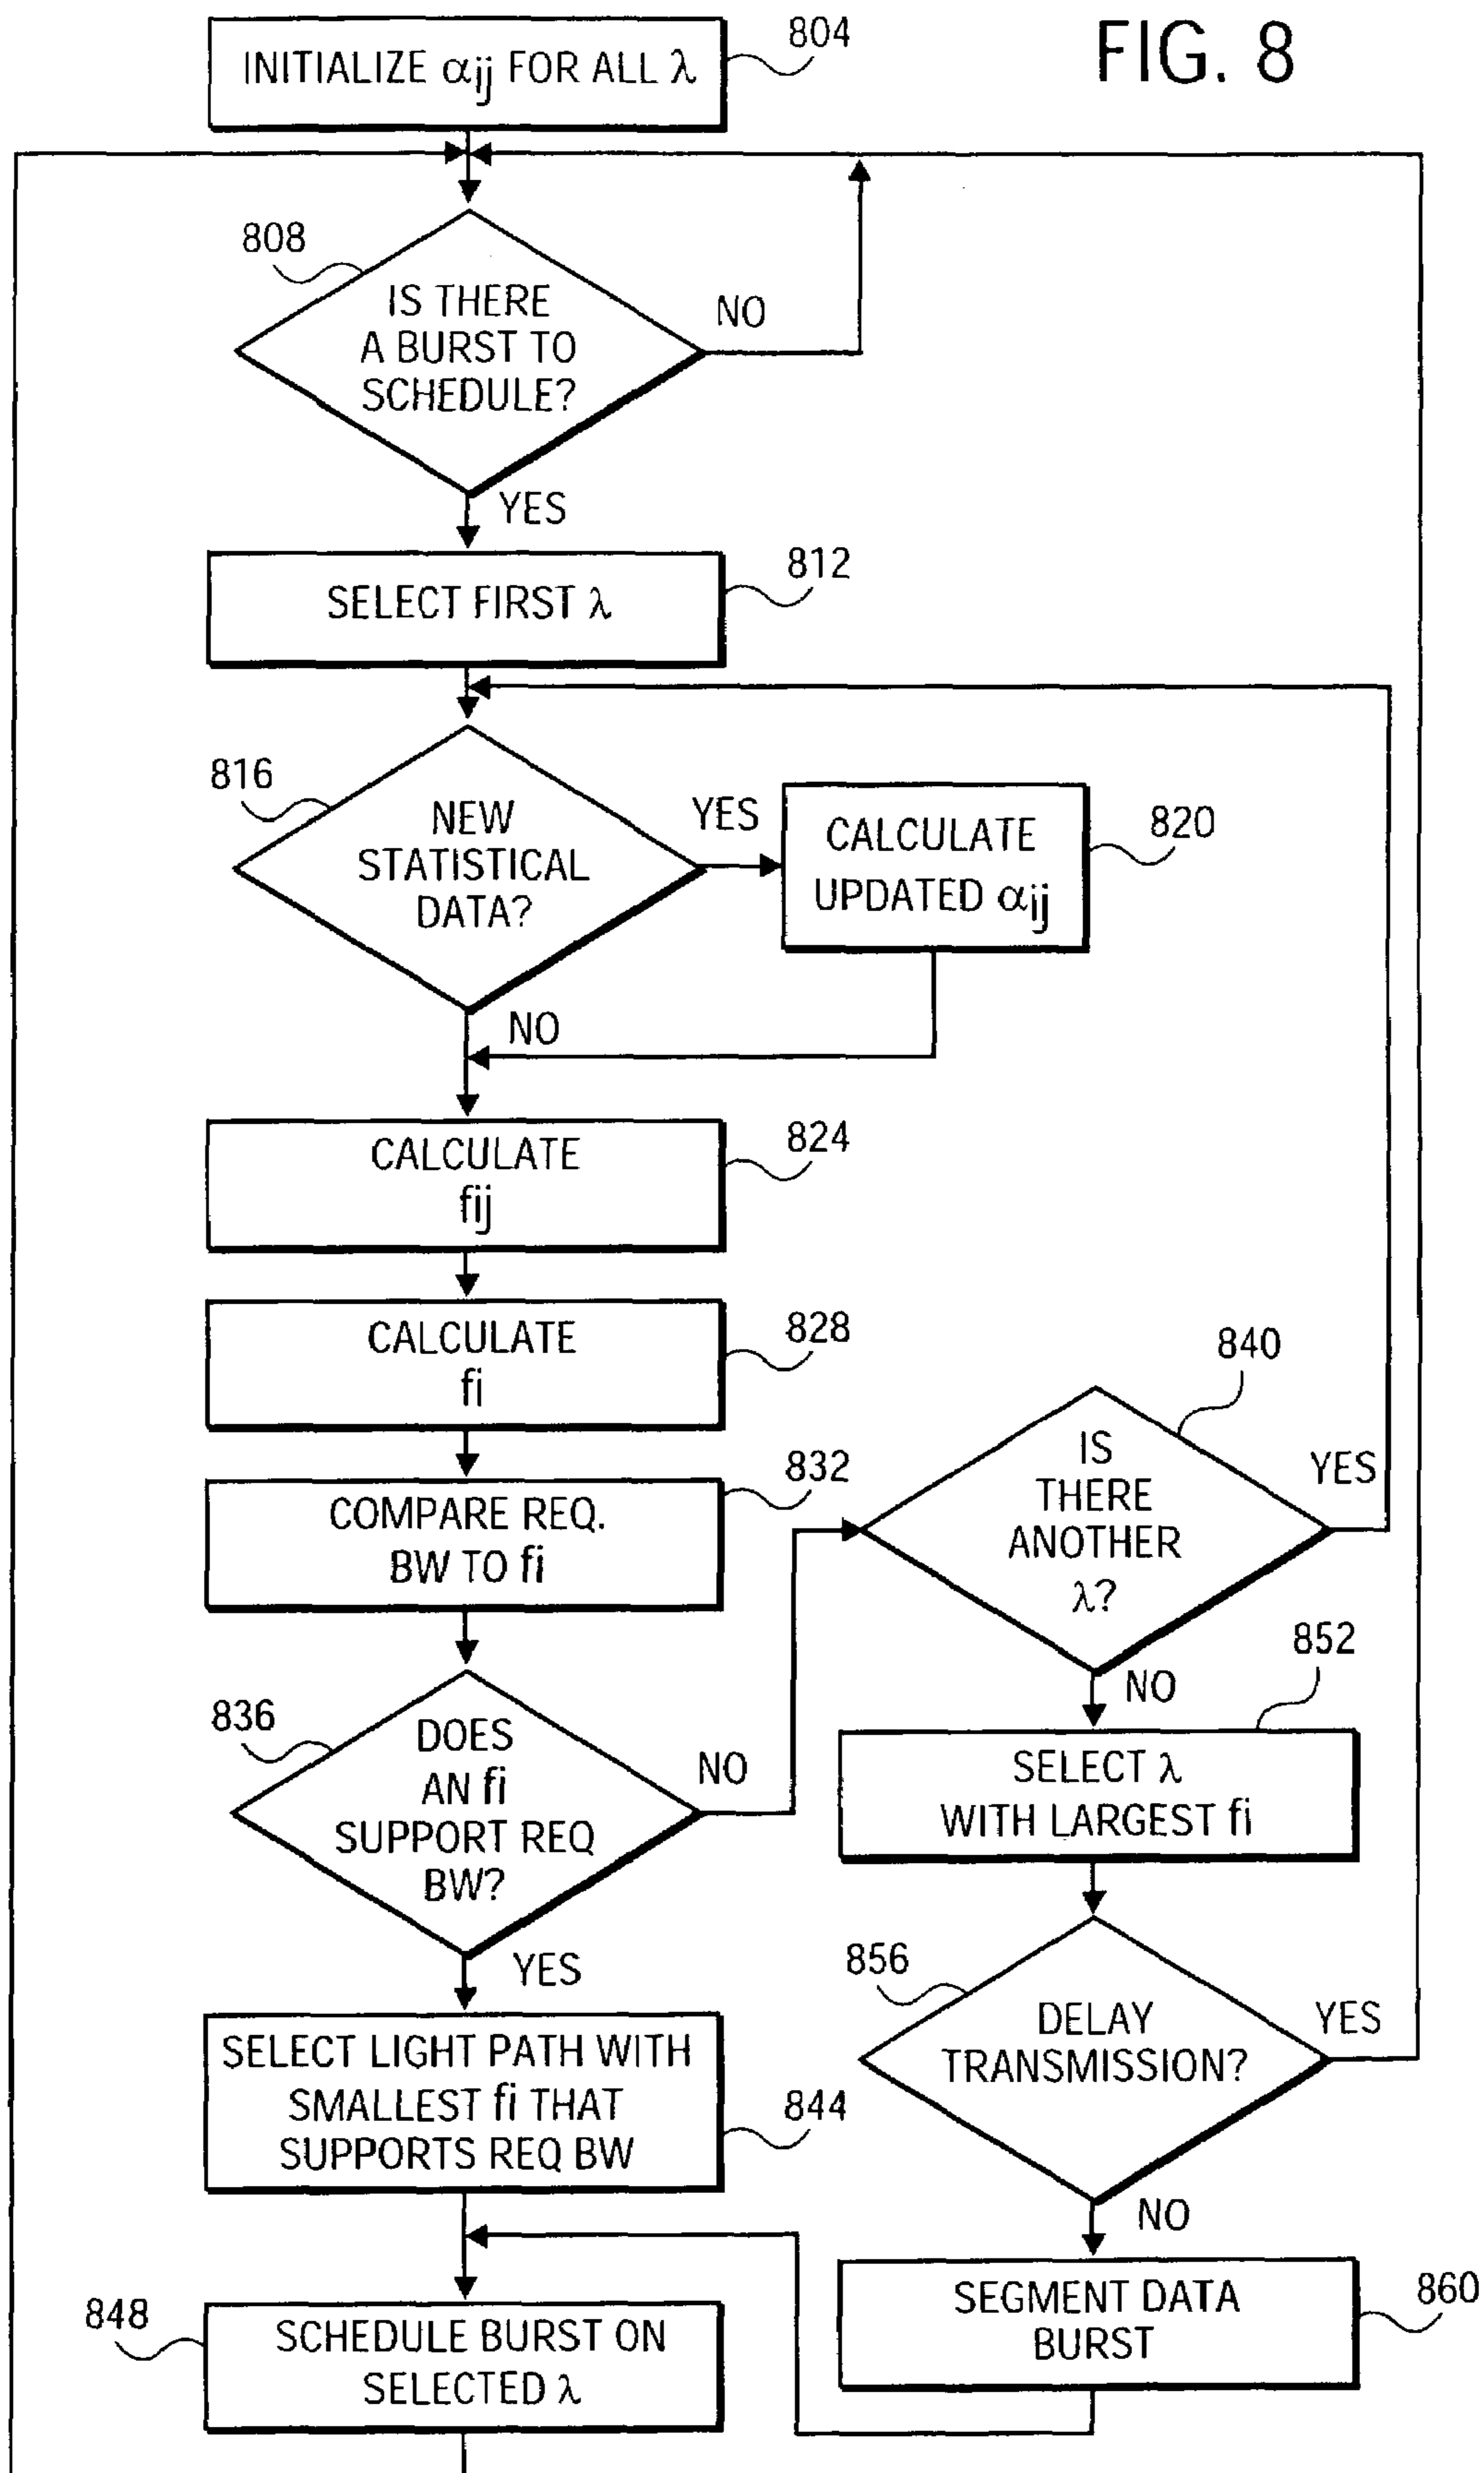 FIG. 8
804
INITIALIZE αij FOR ALL λ
808
IS THERE
A BURST TO
SCHEDULE?
NO
YES
812
SELECT FIRST λ
816
NEW
STATISTICAL
DATA?
YES
CALCULATE
UPDATED αij
820
NO
CALCULATE
fij
824
CALCULATE
fi
828
COMPARE REQ.
BW TO fi
832
836
DOES
AN fi
SUPPORT REQ
BW?
NO
YES
840
IS
THERE
ANOTHER
λ?
YES
NO
852
SELECT λ
WITH LARGEST fi
856
DELAY
TRANSMISSION?
YES
NO
SELECT LIGHT PATH WITH
SMALLEST fi THAT
SUPPORTS REQ BW
844
848
SCHEDULE BURST ON
SELECTED λ
SEGMENT DATA
BURST
860